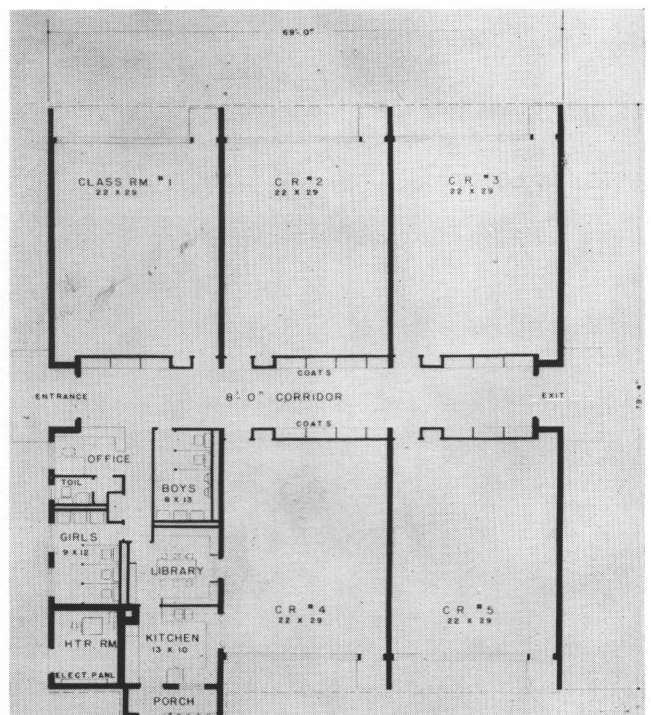 69'-0"
CLASS RM. #1
22 X 29
C R #2
22 X 29
C R #3
22 X 29
COATS
ENTRANCE
8'-0" CORRIDOR
EXIT
79'-4"
COATS
OFFICE
TOIL
BOYS
8 X 13
GIRLS
9 X 12
LIBRARY
C R #4
22 X 29
C R #5
22 X 29
HTR. RM.
KITCHEN
13 X 10
ELECT PANL
PORCH